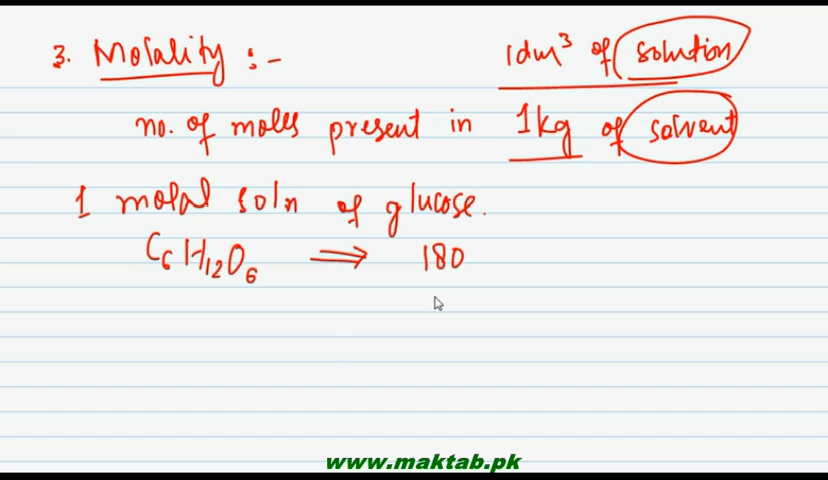 3. Molality :-
1dm³ of solution
no. of moles present in 1kg of solvent
1 molal soln of glucose.
C₆H₁₂O₆ ⇒ 180
www.maktab.pk